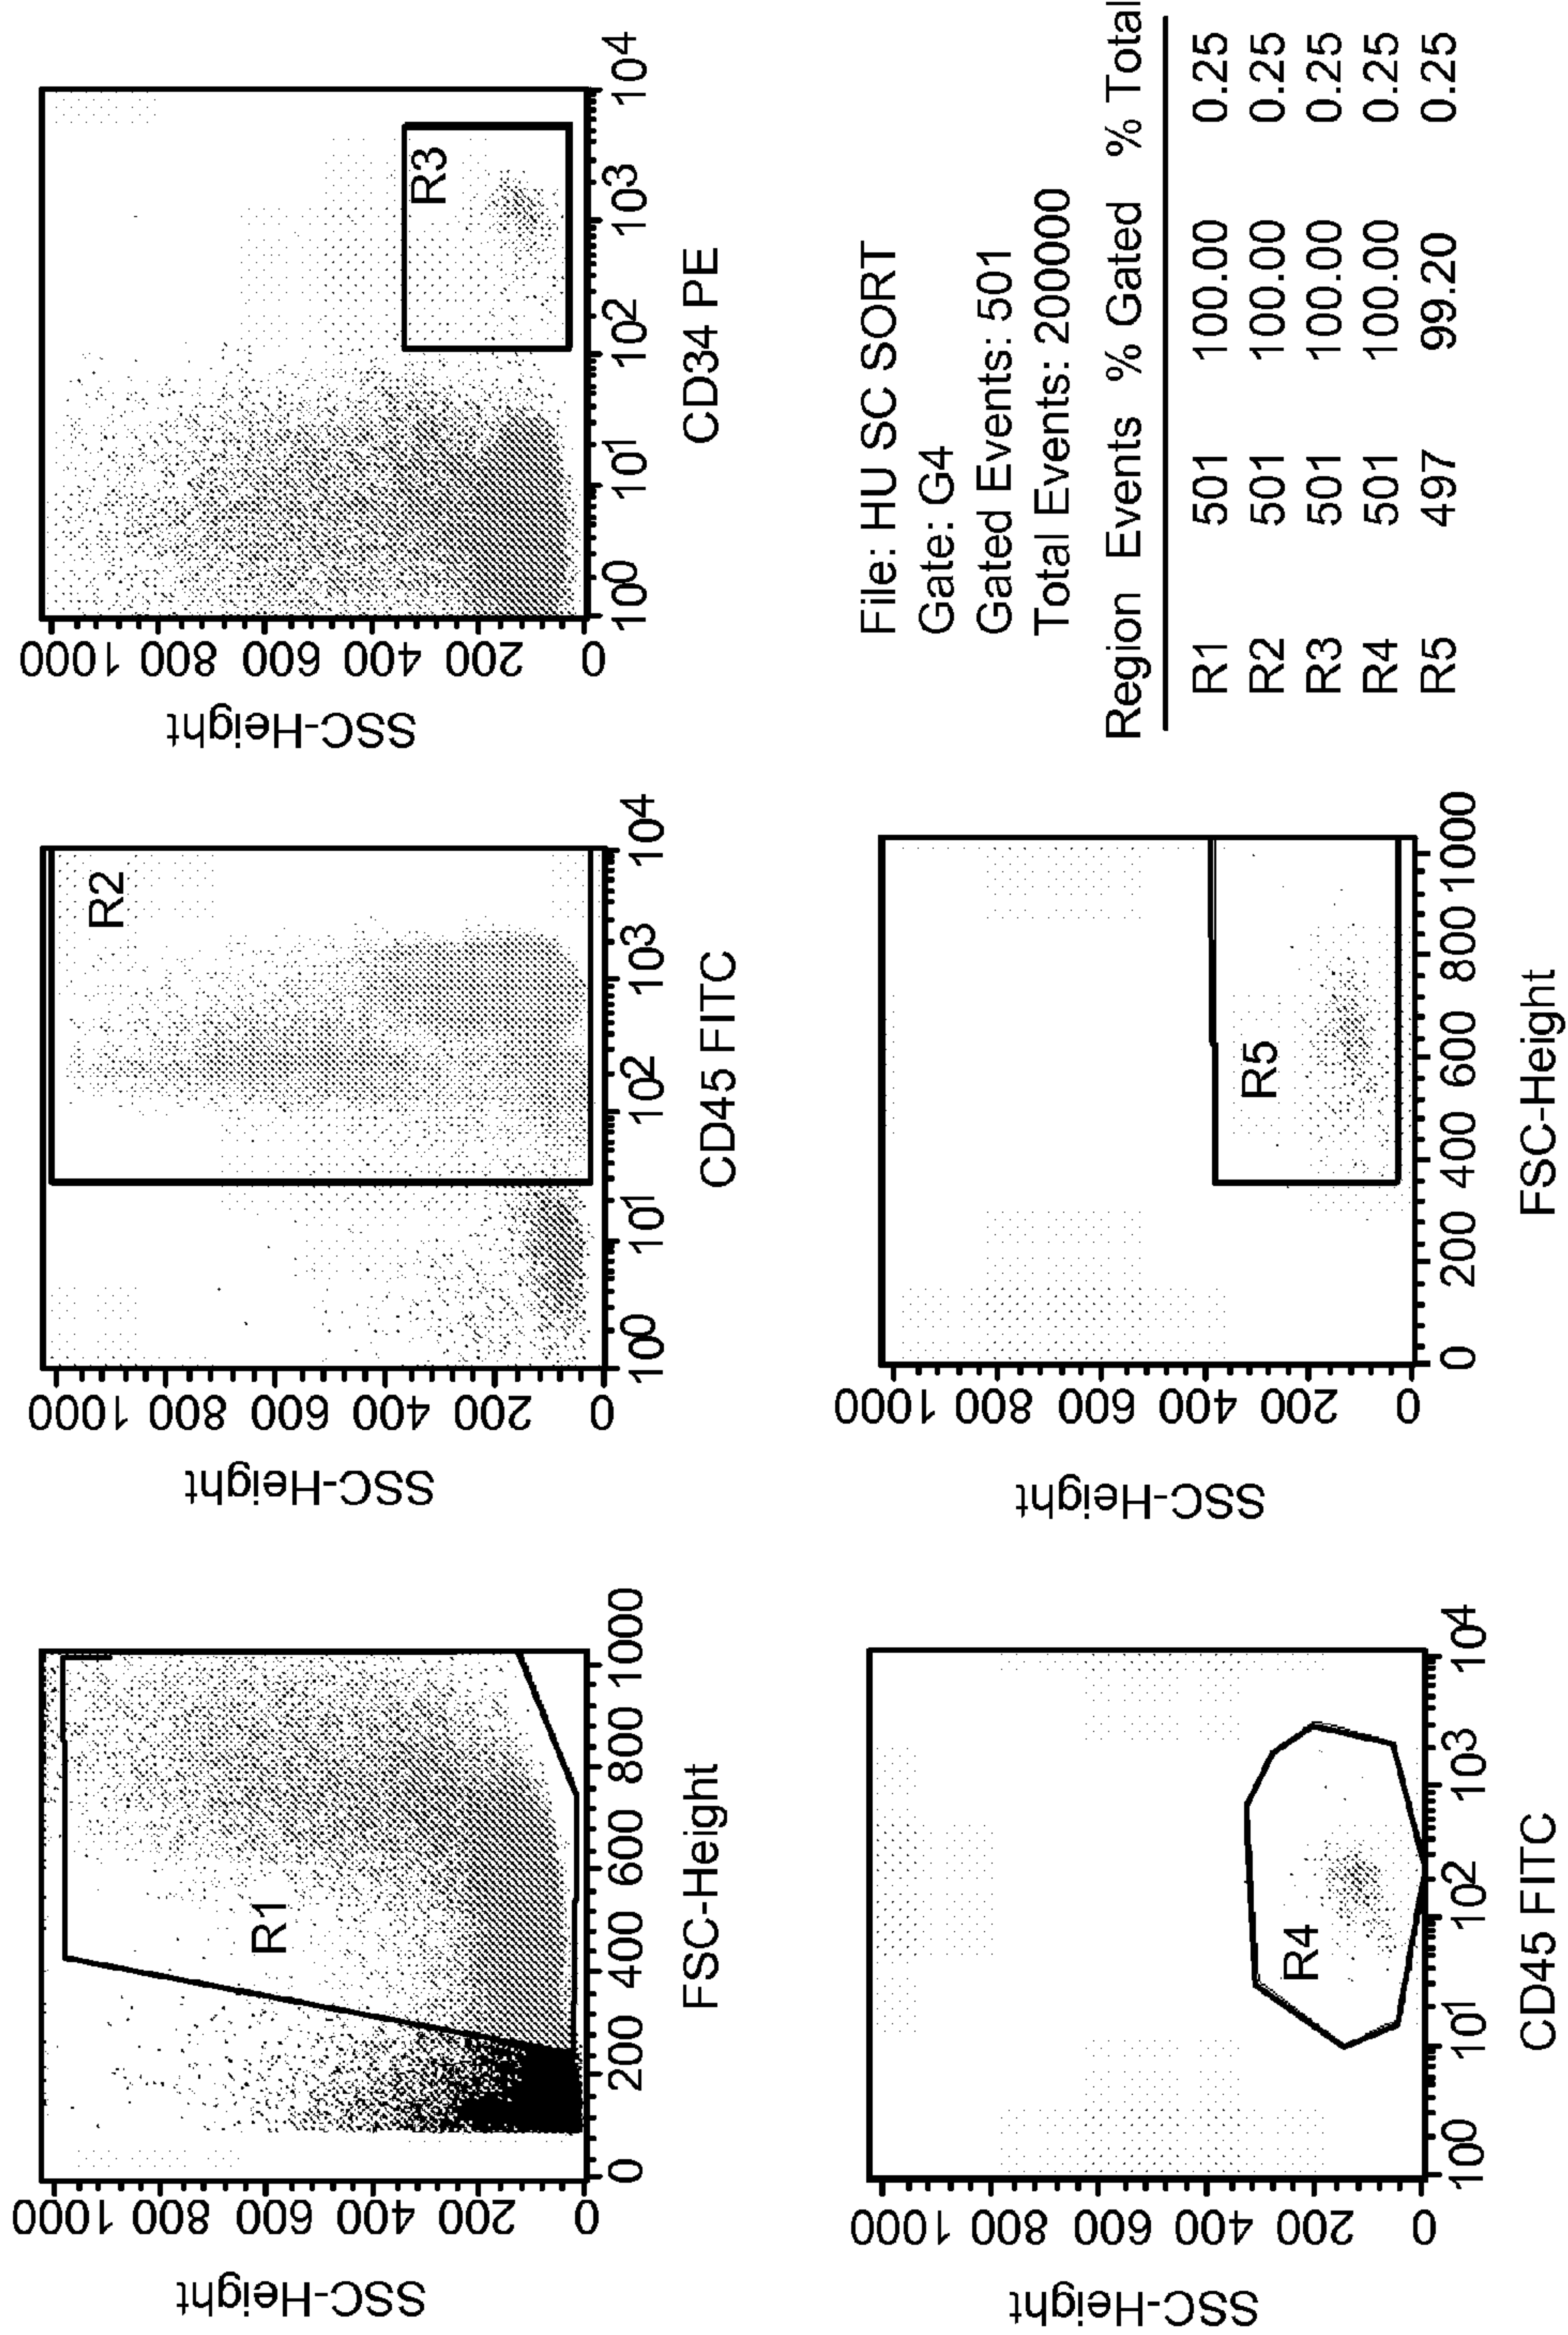 1000
800
600
400
200
0
SSC-Height
R1
0 200 400 600 800 1000
FSC-Height
1000
800
600
400
200
0
SSC-Height
R2
100 101 102 103 104
CD45 FITC
1000
800
600
400
200
0
SSC-Height
R3
100 101 102 103 104
CD34 PE
1000
800
600
400
200
0
SSC-Height
R4
100 101 102 103 104
CD45 FITC
1000
800
600
400
200
0
SSC-Height
R5
0 200 400 600 800 1000
FSC-Height
File: HU SC SORT
Gate: G4
Gated Events: 501
Total Events: 200000
Region Events % Gated % Total
R1 501 100.00 0.25
R2 501 100.00 0.25
R3 501 100.00 0.25
R4 501 100.00 0.25
R5 497 99.20 0.25